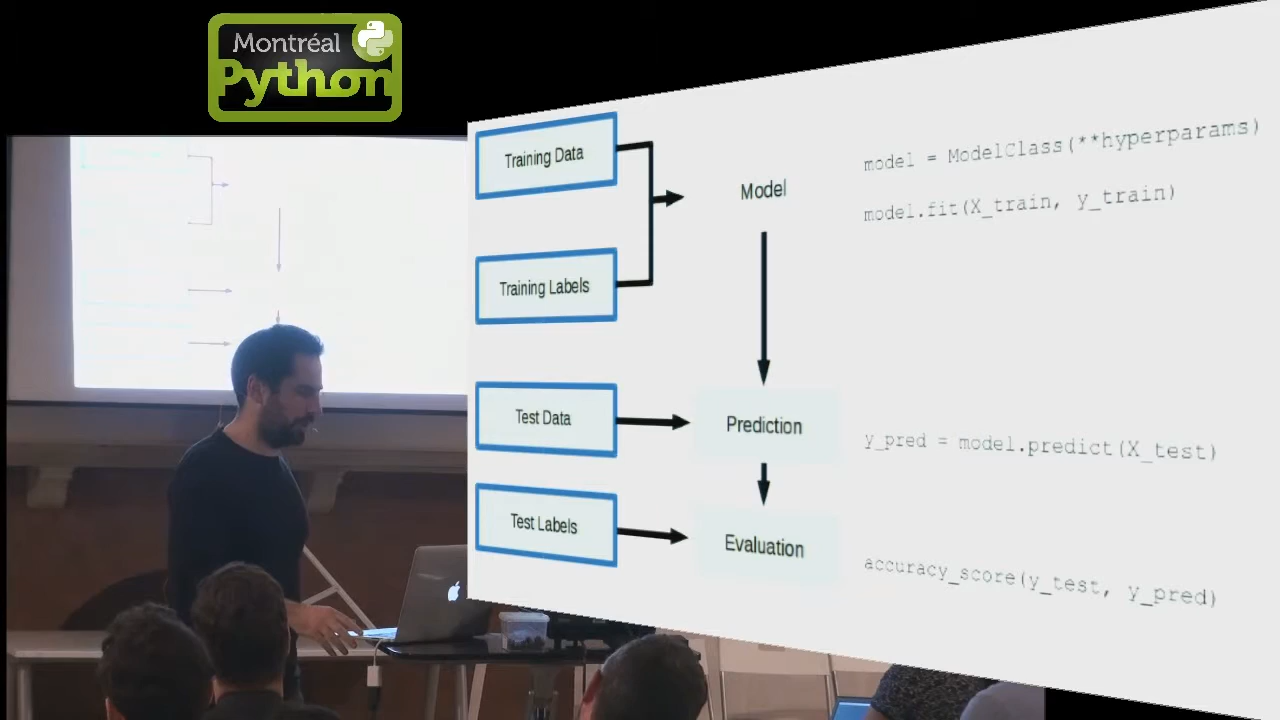 Montréal
Python
Training Data
Training Labels
Model
model = ModelClass(**hyperparams)
model.fit(X_train, y_train)
Test Data
Prediction
y_pred = model.predict(X_test)
Test Labels
Evaluation
accuracy_score(y_test, y_pred)